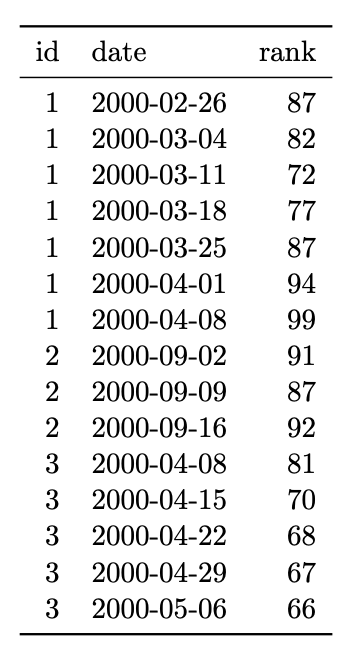 id date rank
1 2000-02-26 87
1 2000-03-04 82
1 2000-03-11 72
1 2000-03-18 77
1 2000-03-25 87
1 2000-04-01 94
1 2000-04-08 99
2 2000-09-02 91
2 2000-09-09 87
2 2000-09-16 92
3 2000-04-08 81
3 2000-04-15 70
3 2000-04-22 68
3 2000-04-29 67
3 2000-05-06 66